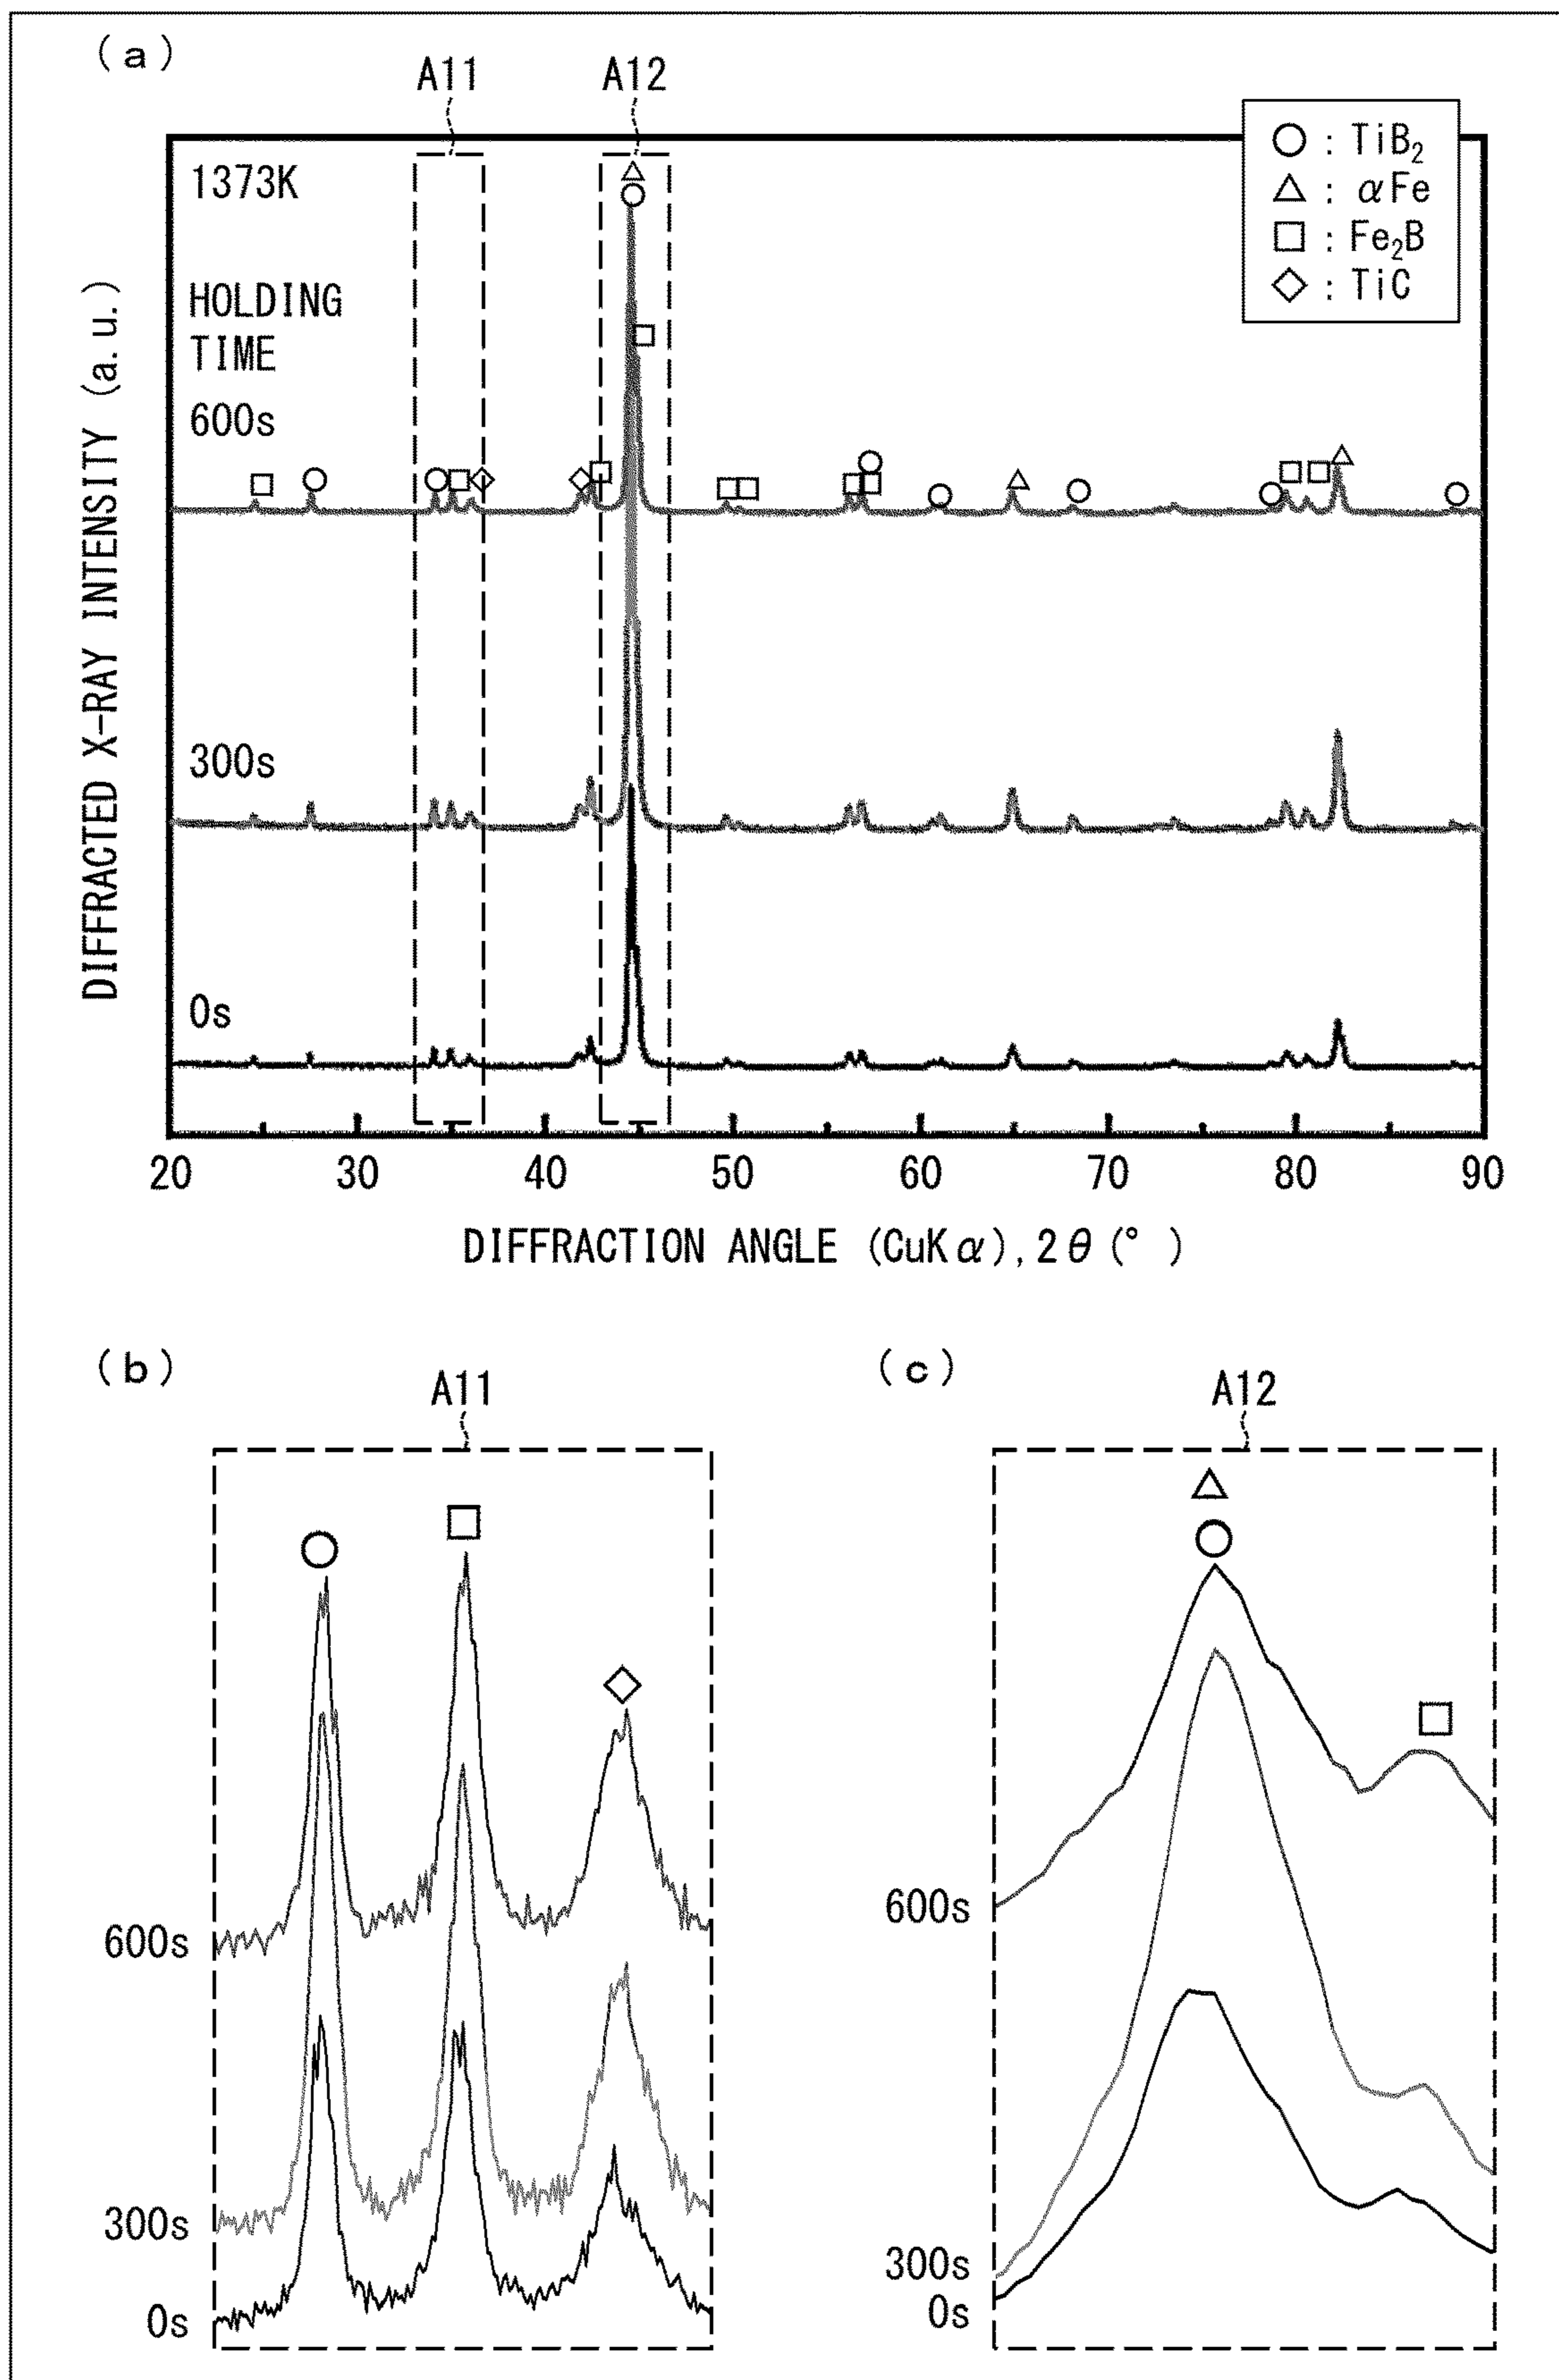 (a)
A11
A12
○ : TiB₂
△ : αFe
□ : Fe₂B
◇ : TiC
1373K
HOLDING
TIME
600s
300s
0s
DIFFRACTED X-RAY INTENSITY (a.u.)
20 30 40 50 60 70 80 90
DIFFRACTION ANGLE (CuKα), 2θ (°)
(b)
A11
600s
300s
0s
(c)
A12
600s
300s
0s